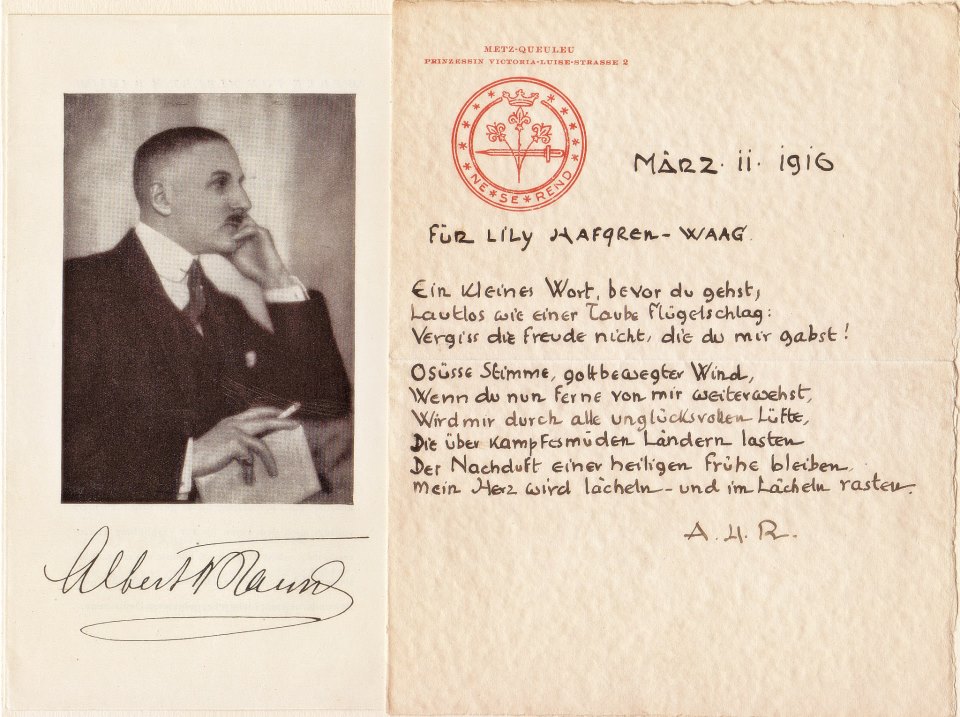 METZ-QUEULEU
PRINZESSIN VICTORIA-LUISE-STRASSE 2
NE * SE * REND
MÄRZ. 11. 1916
FÜR LILY HAFGREN-WAAG.
Ein kleines Wort, bevor du gehst,
Lautlos wie einer Taube Flügelschlag:
Vergiss die Freude nicht, die du mir gabst!
O süsse Stimme, gottbewegter Wind,
Wenn du nun ferne von mir weiterwehst,
Wird mir durch alle unglücksvollen Lüfte,
Die über kampfesmüden Ländern lasten
Der Nachduft einer heiligen Frühe bleiben.
Mein Herz wird lächeln – und im Lächeln rasten.
A. H. R.
Albert H Rausch